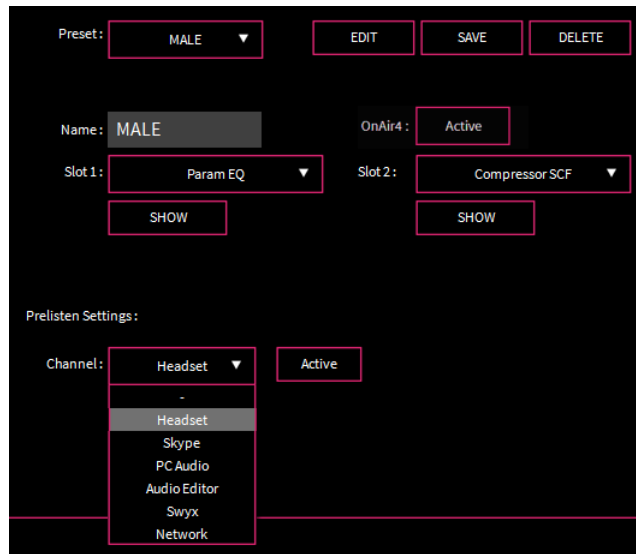 Preset: MALE ▼ EDIT SAVE DELETE
Name: MALE OnAir4: Active
Slot 1: Param EQ ▼ Slot 2: Compressor SCF ▼
SHOW SHOW
Prelisten Settings:
Channel: Headset ▼ Active
-
Headset
Skype
PC Audio
Audio Editor
Swyx
Network